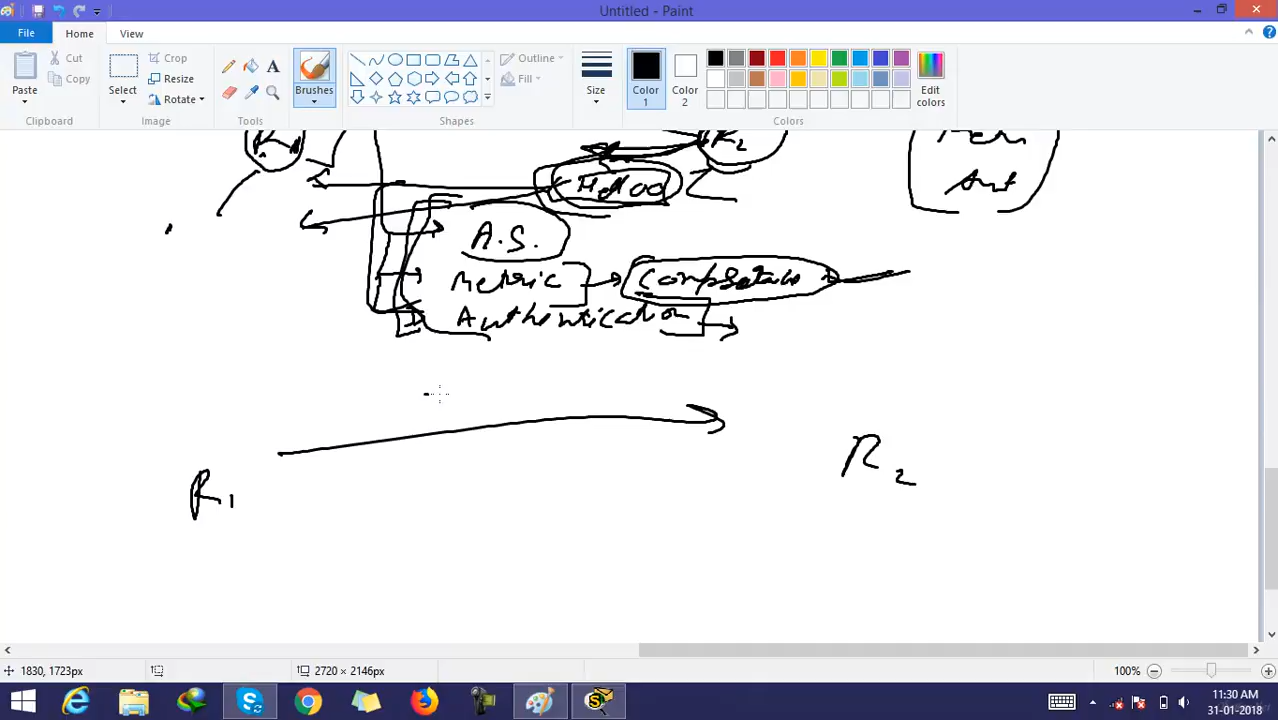 Untitled - Paint
File
Home
View
Paste
Cut
Copy
Clipboard
Select
Crop
Resize
Rotate
Image
Tools
Brushes
Shapes
Outline
Fill
Size
Color
1
Color
2
Edit
colors
Colors
R2
A.S.
Metric
Authentication
R1
R2
1830, 1723px
2720 × 2146px
100%
11:30 AM
31-01-2018